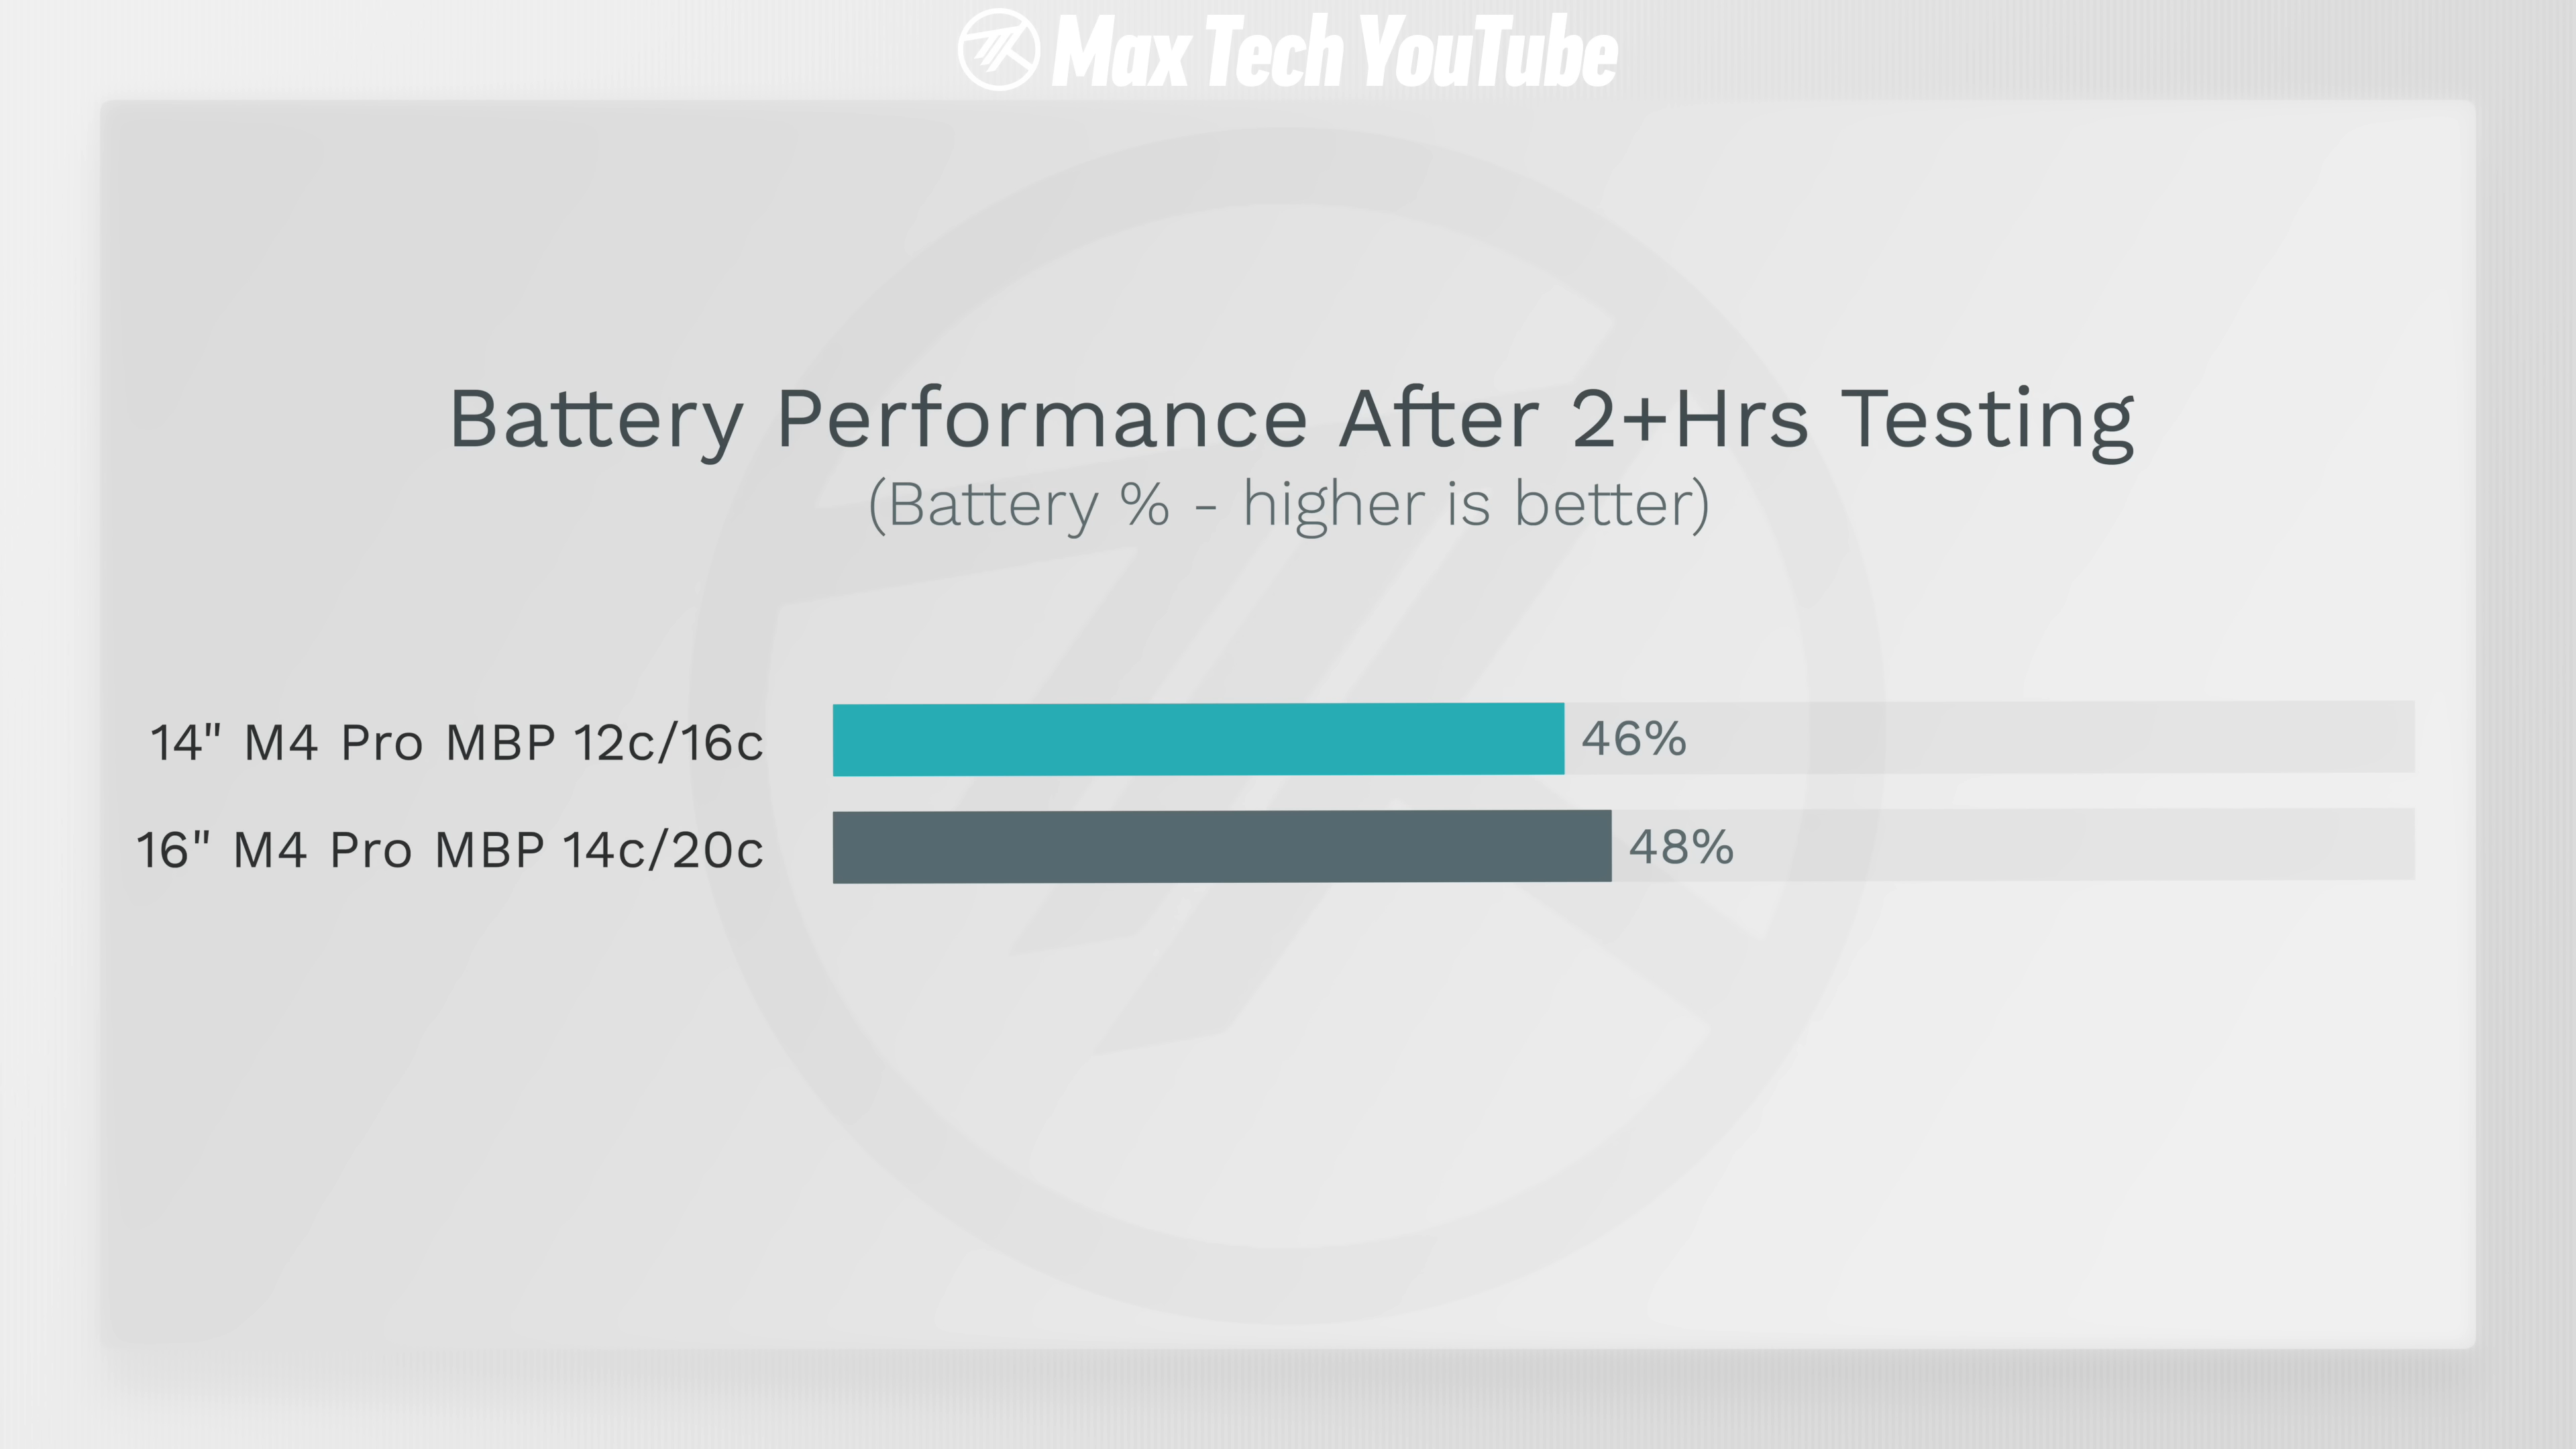 Max Tech YouTube
Battery Performance After 2+Hrs Testing
(Battery % - higher is better)
14" M4 Pro MBP 12c/16c 46%
16" M4 Pro MBP 14c/20c 48%